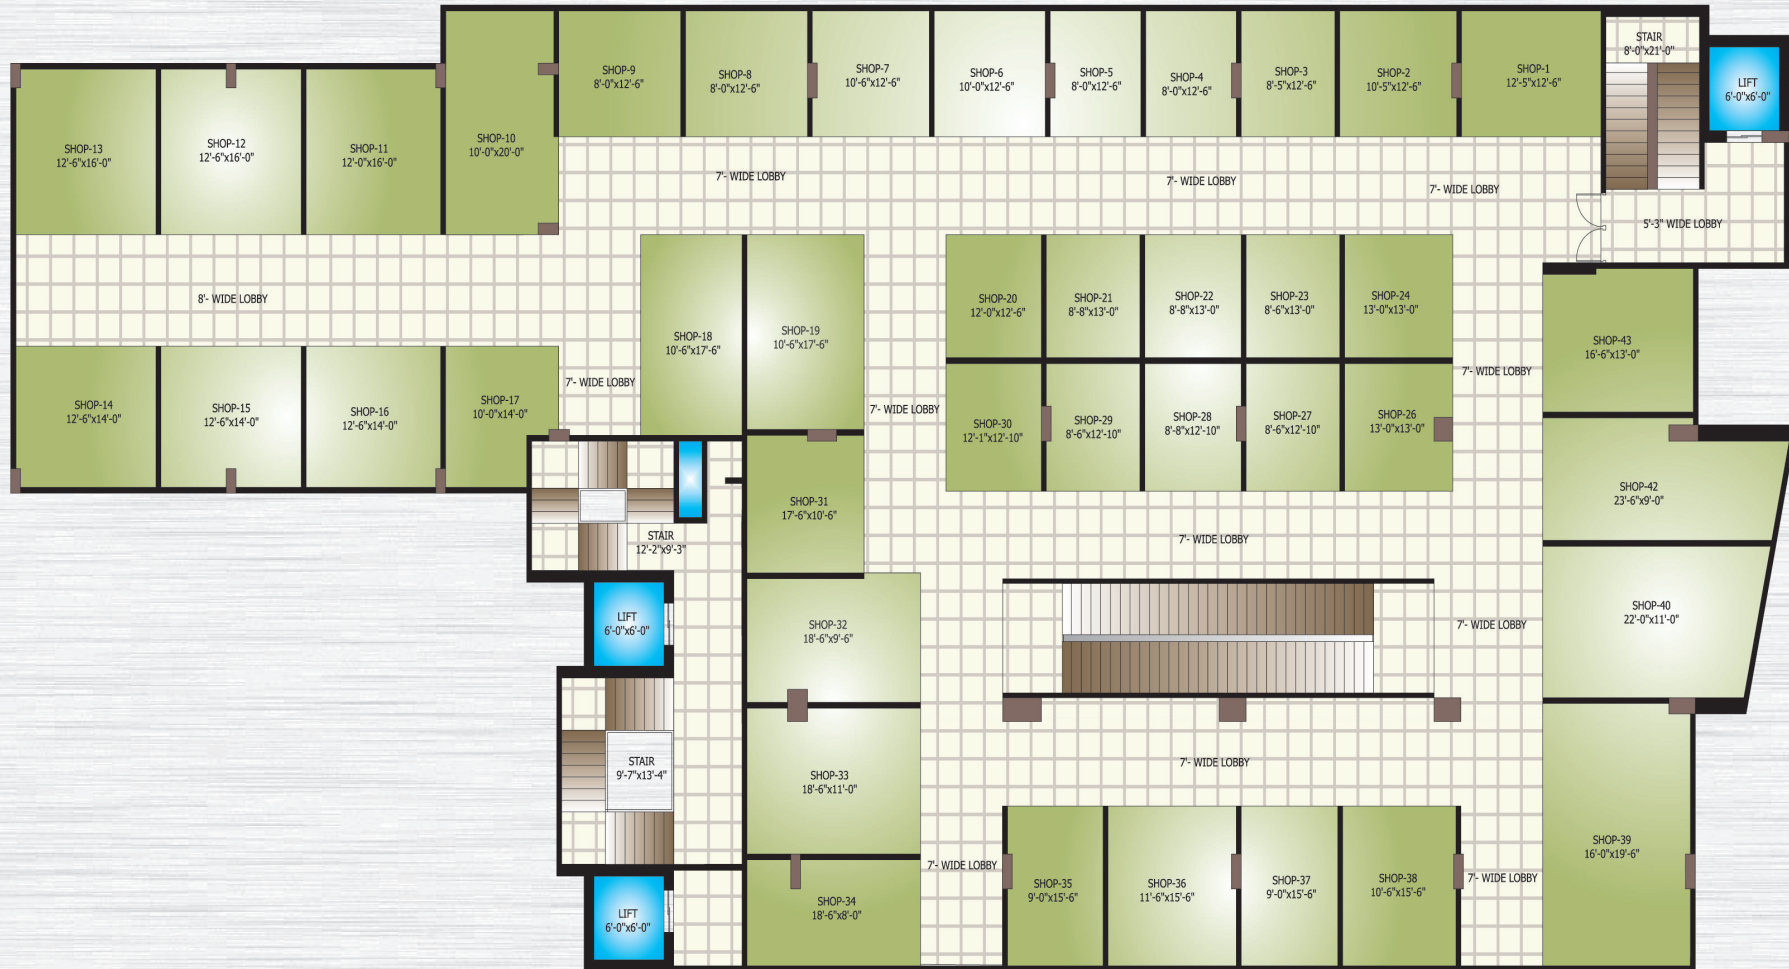 SHOP-9
8'-0"x12'-6"
SHOP-8
8'-0"x12'-6"
SHOP-7
10'-6"x12'-6"
SHOP-6
10'-0"x12'-6"
SHOP-5
8'-0"x12'-6"
SHOP-4
8'-0"x12'-6"
SHOP-3
8'-5"x12'-6"
SHOP-2
10'-5"x12'-6"
SHOP-1
12'-5"x12'-6"
STAIR
8'-0"x21'-0"
LIFT
6'-0"x6'-0"
SHOP-13
12'-6"x16'-0"
SHOP-12
12'-6"x16'-0"
SHOP-11
12'-0"x16'-0"
SHOP-10
10'-0"x20'-0"
7'- WIDE LOBBY
7'- WIDE LOBBY
7'- WIDE LOBBY
5'-3" WIDE LOBBY
8'- WIDE LOBBY
SHOP-18
10'-6"x17'-6"
SHOP-19
10'-6"x17'-6"
SHOP-20
12'-0"x12'-6"
SHOP-21
8'-8"x13'-0"
SHOP-22
8'-8"x13'-0"
SHOP-23
8'-6"x13'-0"
SHOP-24
13'-0"x13'-0"
SHOP-43
16'-6"x13'-0"
7'- WIDE LOBBY
7'- WIDE LOBBY
7'- WIDE LOBBY
SHOP-14
12'-6"x14'-0"
SHOP-15
12'-6"x14'-0"
SHOP-16
12'-6"x14'-0"
SHOP-17
10'-0"x14'-0"
SHOP-30
12'-1"x12'-10"
SHOP-29
8'-6"x12'-10"
SHOP-28
8'-8"x12'-10"
SHOP-27
8'-6"x12'-10"
SHOP-26
13'-0"x13'-0"
SHOP-42
23'-6"x9'-0"
SHOP-31
17'-6"x10'-6"
STAIR
12'-2"x9'-3"
7'- WIDE LOBBY
LIFT
6'-0"x6'-0"
SHOP-32
18'-6"x9'-6"
7'- WIDE LOBBY
SHOP-40
22'-0"x11'-0"
STAIR
9'-7"x13'-4"
SHOP-33
18'-6"x11'-0"
7'- WIDE LOBBY
SHOP-39
16'-0"x19'-6"
7'- WIDE LOBBY
7'- WIDE LOBBY
LIFT
6'-0"x6'-0"
SHOP-34
18'-6"x8'-0"
SHOP-35
9'-0"x15'-6"
SHOP-36
11'-6"x15'-6"
SHOP-37
9'-0"x15'-6"
SHOP-38
10'-6"x15'-6"